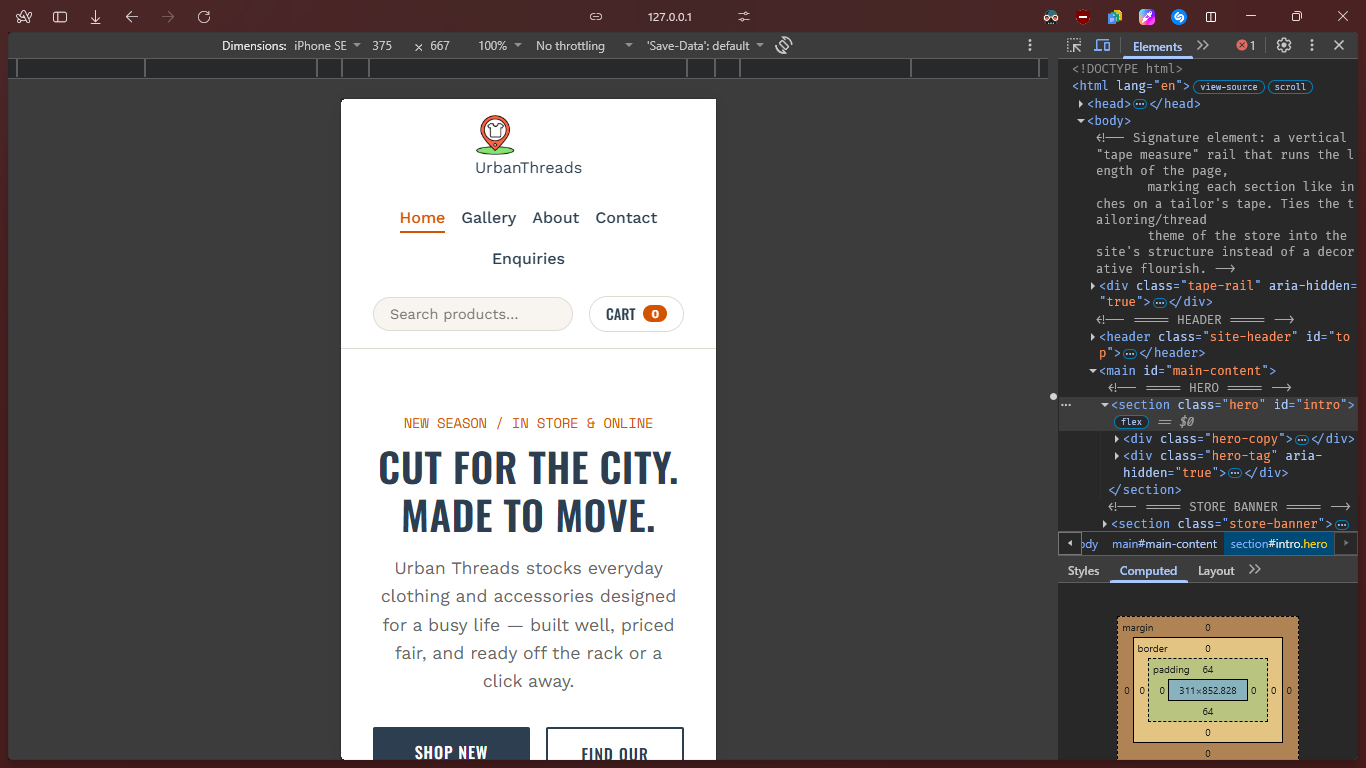 127.0.0.1
Dimensions: iPhone SE 375 × 667 100% No throttling 'Save-Data': default
Elements 1
UrbanThreads
Home Gallery About Contact
Enquiries
Search products... CART 0
NEW SEASON / IN STORE & ONLINE
CUT FOR THE CITY.
MADE TO MOVE.
Urban Threads stocks everyday
clothing and accessories designed
for a busy life — built well, priced
fair, and ready off the rack or a
click away.
SHOP NEW FIND OUR
<!DOCTYPE html>
<html lang="en"> view-source scroll
<head> ⋯ </head>
<body>
<!-- Signature element: a vertical
"tape measure" rail that runs the l
ength of the page,
marking each section like in
ches on a tailor's tape. Ties the t
ailoring/thread
theme of the store into the
site's structure instead of a decor
ative flourish. -->
<div class="tape-rail" aria-hidden=
"true"> ⋯ </div>
<!-- ===== HEADER ===== -->
<header class="site-header" id="to
p"> ⋯ </header>
<main id="main-content">
<!-- ===== HERO ===== -->
<section class="hero" id="intro">
flex == $0
<div class="hero-copy"> ⋯ </div>
<div class="hero-tag" aria-
hidden="true"> ⋯ </div>
</section>
<!-- ===== STORE BANNER ===== -->
<section class="store-banner"> ⋯
ody main#main-content section#intro.hero
Styles Computed Layout
margin 0
border 0
padding 64
0 0 0 311×852.828 0 0 0
64
0
0